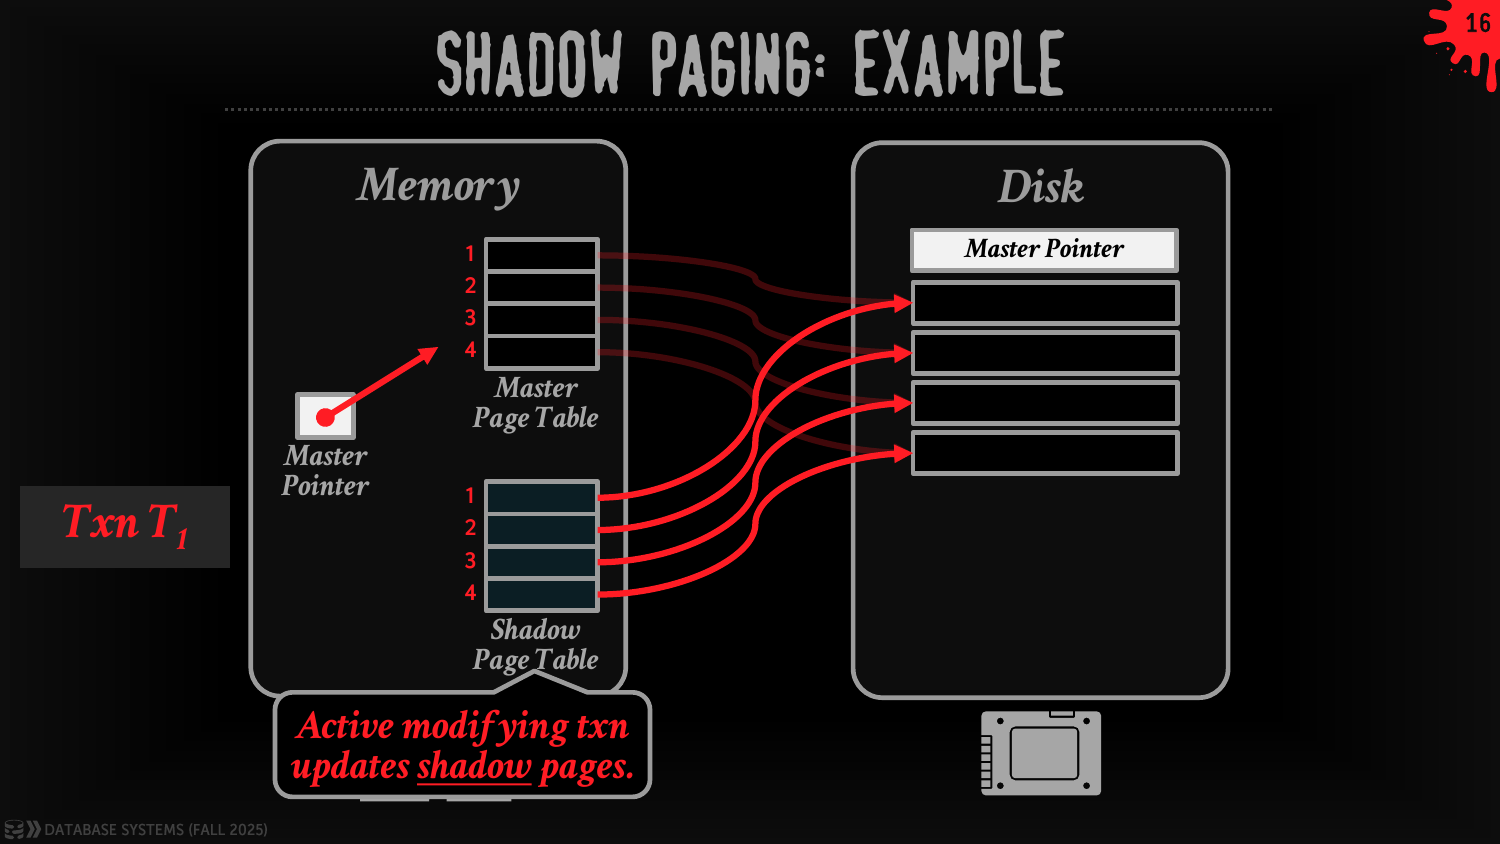 16
SHADOW PAGING: EXAMPLE
Memory
1
2
3
4
Master
Page Table
Master
Pointer
Txn T1
1
2
3
4
Shadow
Page Table
Active modifying txn
updates shadow pages.
Disk
Master Pointer
DATABASE SYSTEMS (FALL 2025)